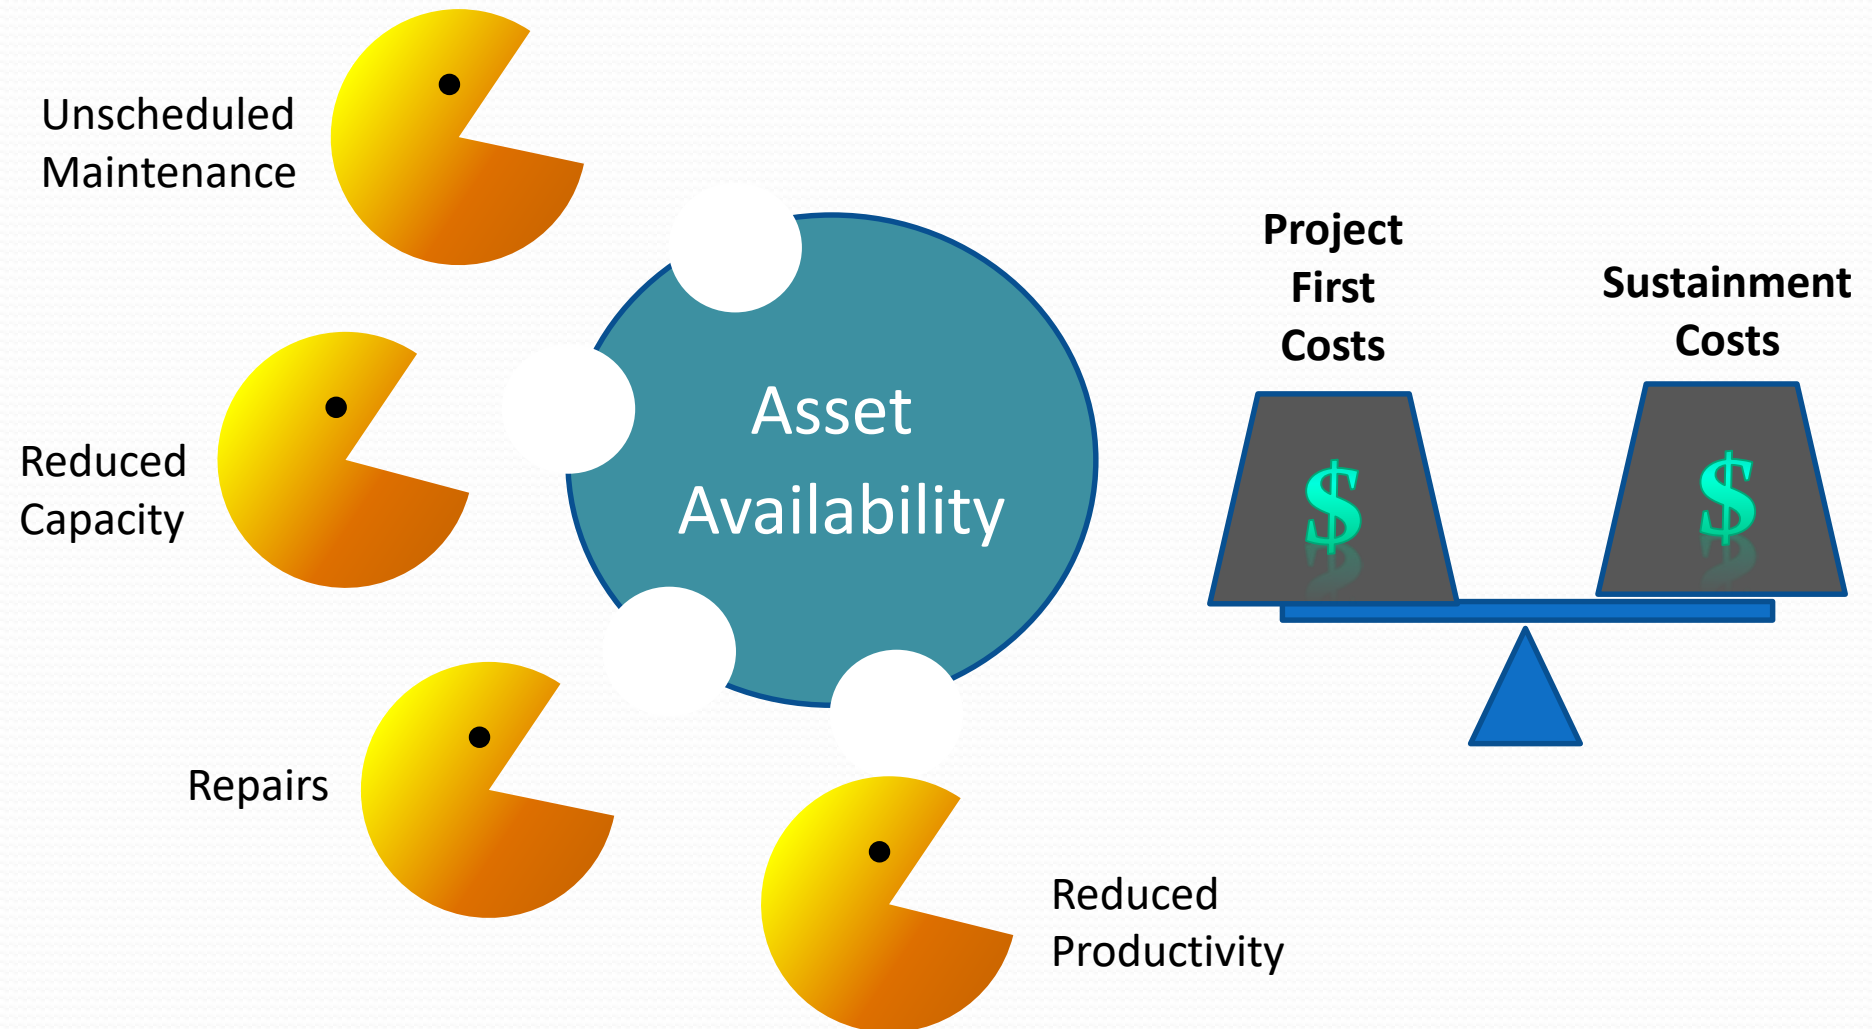 Unscheduled
Maintenance
Reduced
Capacity
Repairs
Reduced
Productivity
Asset
Availability
Project
First
Costs
$
Sustainment
Costs
$